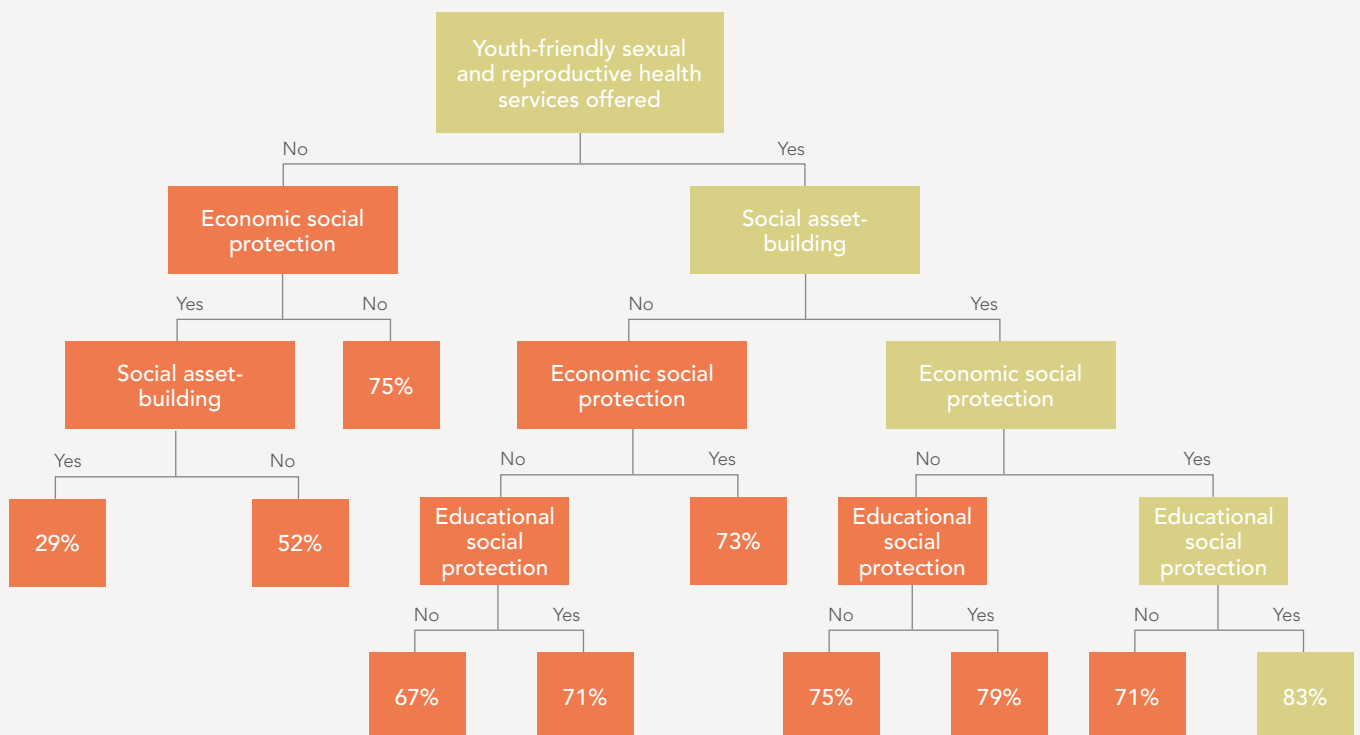 Youth-friendly sexual
and reproductive health
services offered
No
Yes
Economic social
protection
Social asset-
building
Yes
No
No
Yes
Social asset-
building
75%
Economic social
protection
Economic social
protection
Yes
No
No
Yes
No
Yes
29%
52%
Educational
social
protection
73%
Educational
social
protection
Educational
social
protection
No
Yes
No
Yes
No
Yes
67%
71%
75%
79%
71%
83%